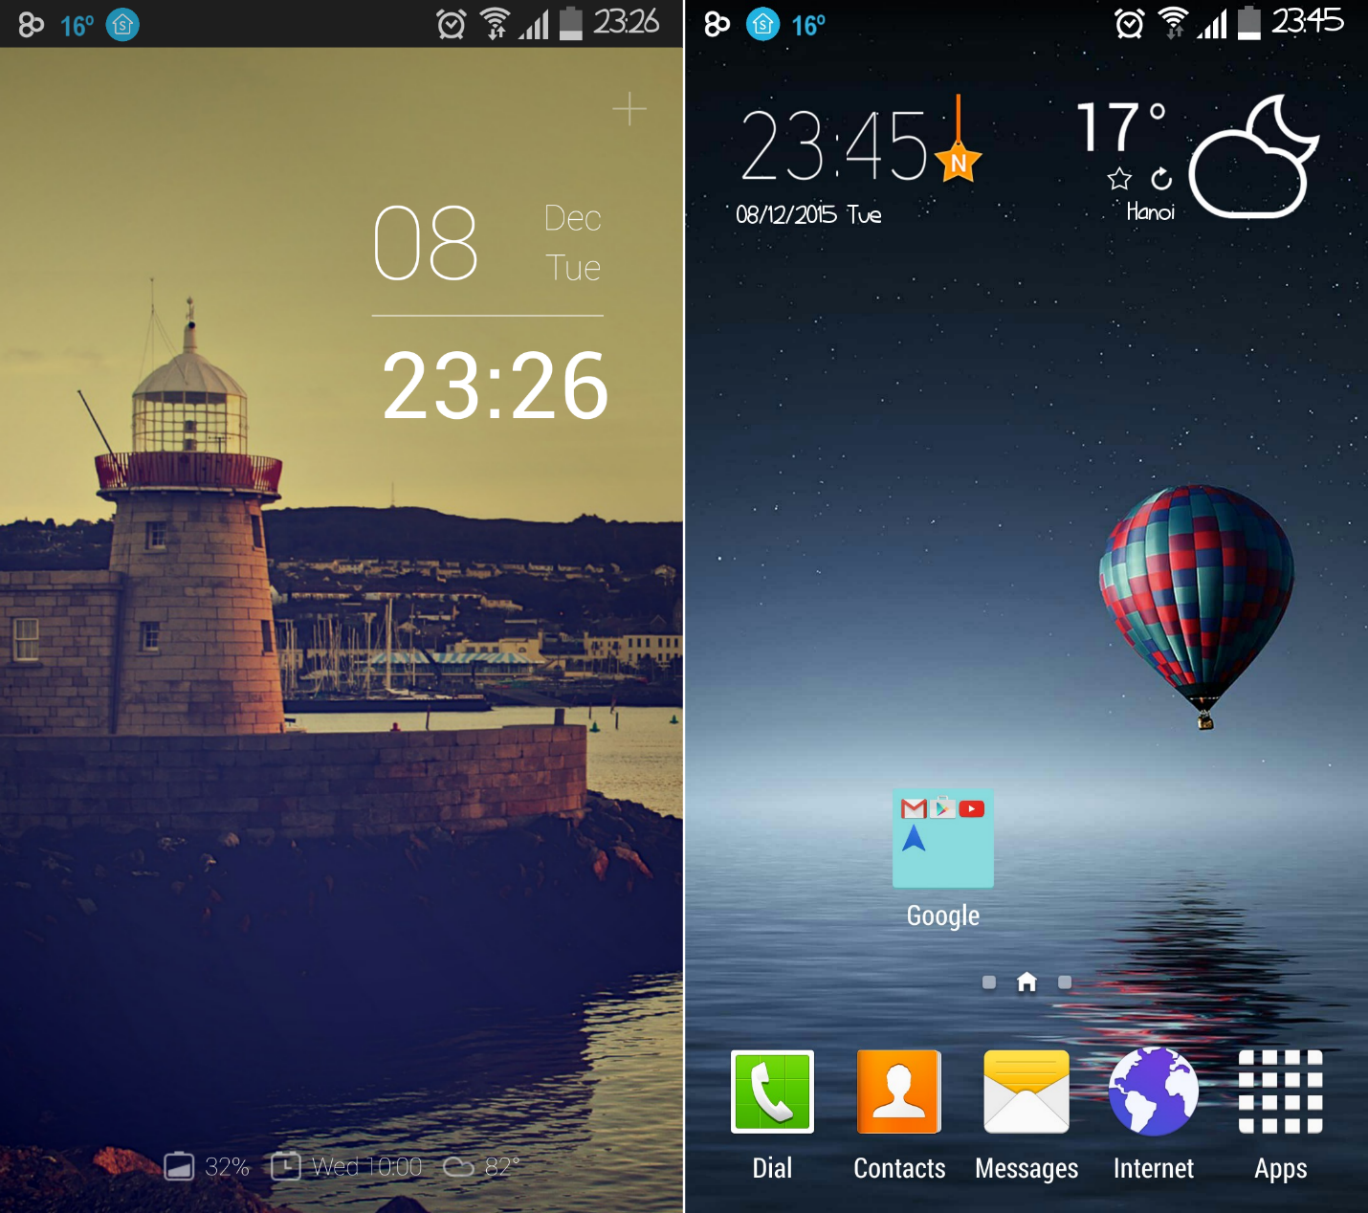 16°
S
23:26
08
Dec
Tue
23:26
32%
Wed 10:00
82°
S
16°
23:45
23:45
N
08/12/2015 Tue
17°
Hanoi
Google
Dial
Contacts
Messages
Internet
Apps